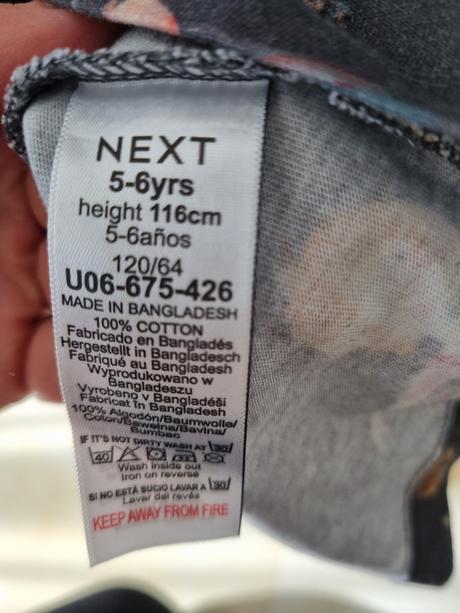 NEXT
5-6yrs
height 116cm
5-6años
120/64
U06-675-426
MADE IN BANGLADESH
100% COTTON
Fabricado en Bangladés
Hergestellt in Bangladesch
Fabriqué au Bangladesh
Wyprodukowano w
Bangladeszu
Vyrobeno v Bangladéši
Fabricat în Bangladesh
100% Algodón/Baumwolle/
Coton/Bawełna/Bavlna/
Bumbac
IF IT'S NOT DIRTY WASH AT 30
40
Wash inside out
Iron on reverse
SI NO ESTÁ SUCIO LAVAR A 30
Lavar del revés
KEEP AWAY FROM FIRE